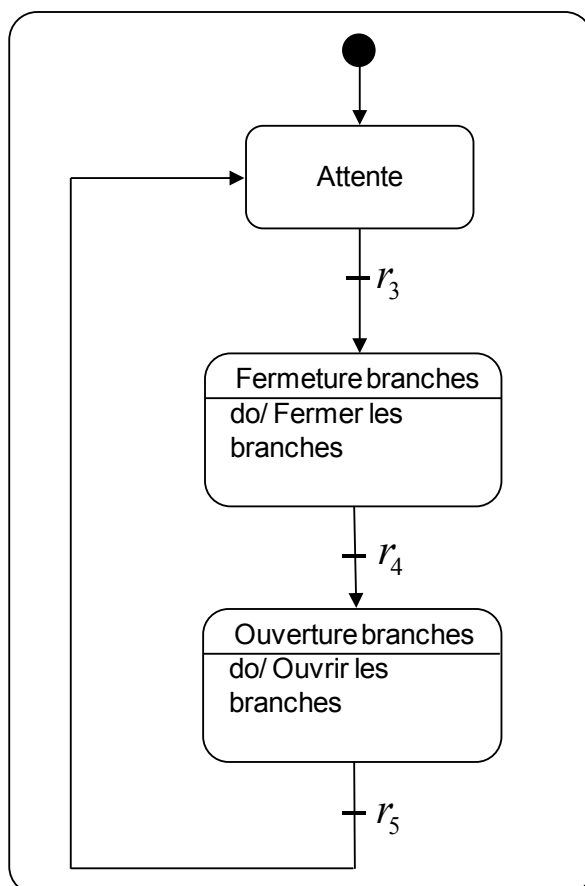 Attente
r3
Fermeture branches
do/ Fermer les
branches
r4
Ouverture branches
do/ Ouvrir les
branches
r5